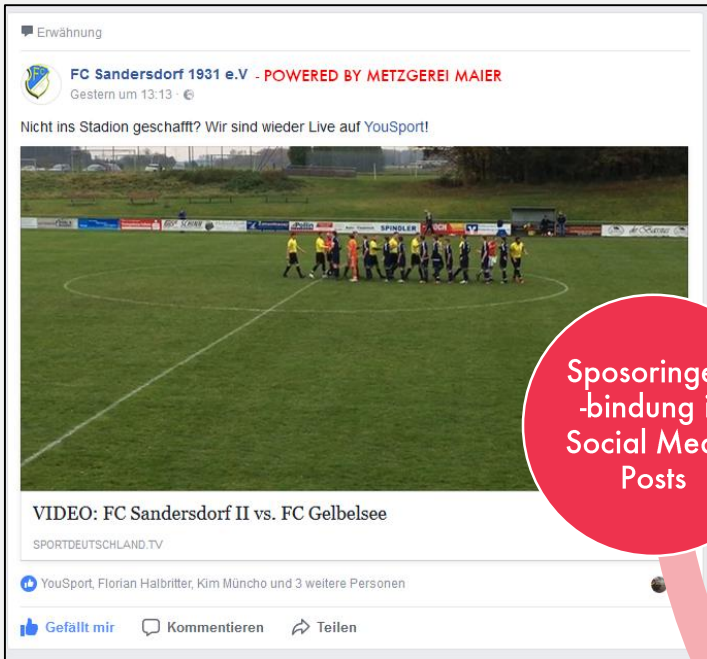 Erwähnung
FC Sandersdorf 1931 e.V - POWERED BY METZGEREI MAIER
Gestern um 13:13 ·
Nicht ins Stadion geschafft? Wir sind wieder Live auf YouSport!
SPINDLER
Sposoringe
-bindung i
Social Med
Posts
VIDEO: FC Sandersdorf II vs. FC Gelbelsee
SPORTDEUTSCHLAND.TV
YouSport, Florian Halbritter, Kim Müncho und 3 weitere Personen
Gefällt mir Kommentieren Teilen